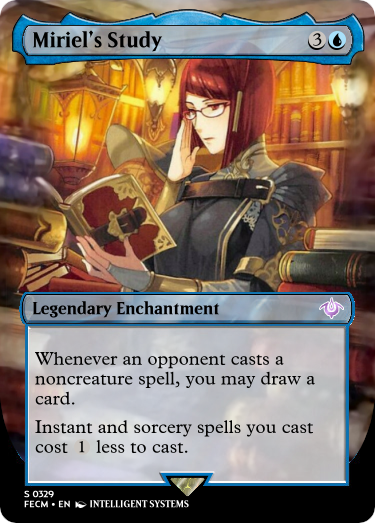 Miriel's Study 3
Legendary Enchantment
Whenever an opponent casts a
noncreature spell, you may draw a
card.
Instant and sorcery spells you cast
cost 1 less to cast.
S 0329
FECM • EN INTELLIGENT SYSTEMS